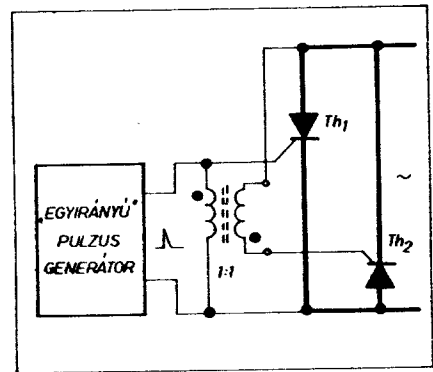 Th₁
„EGYIRÁNYÚ"
PULZUS
GENERÁTOR
1:1
~
Th₂